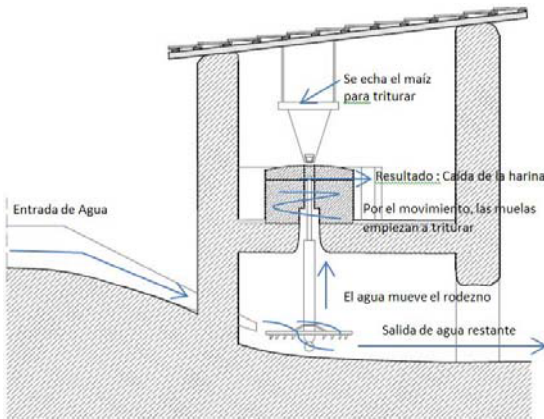 Se echa el maíz
para triturar
Resultado : Caída de la harina
Entrada de Agua
Por el movimiento, las muelas
empiezan a triturar
El agua mueve el rodezno
Salida de agua restante